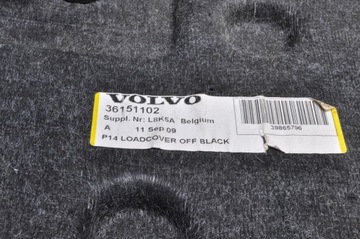 VOLVO
36151102
Suppl. Nr: L8K5A Belgium
A 11 Sep 09
P14 LOADCOVER OFF BLACK
39865796